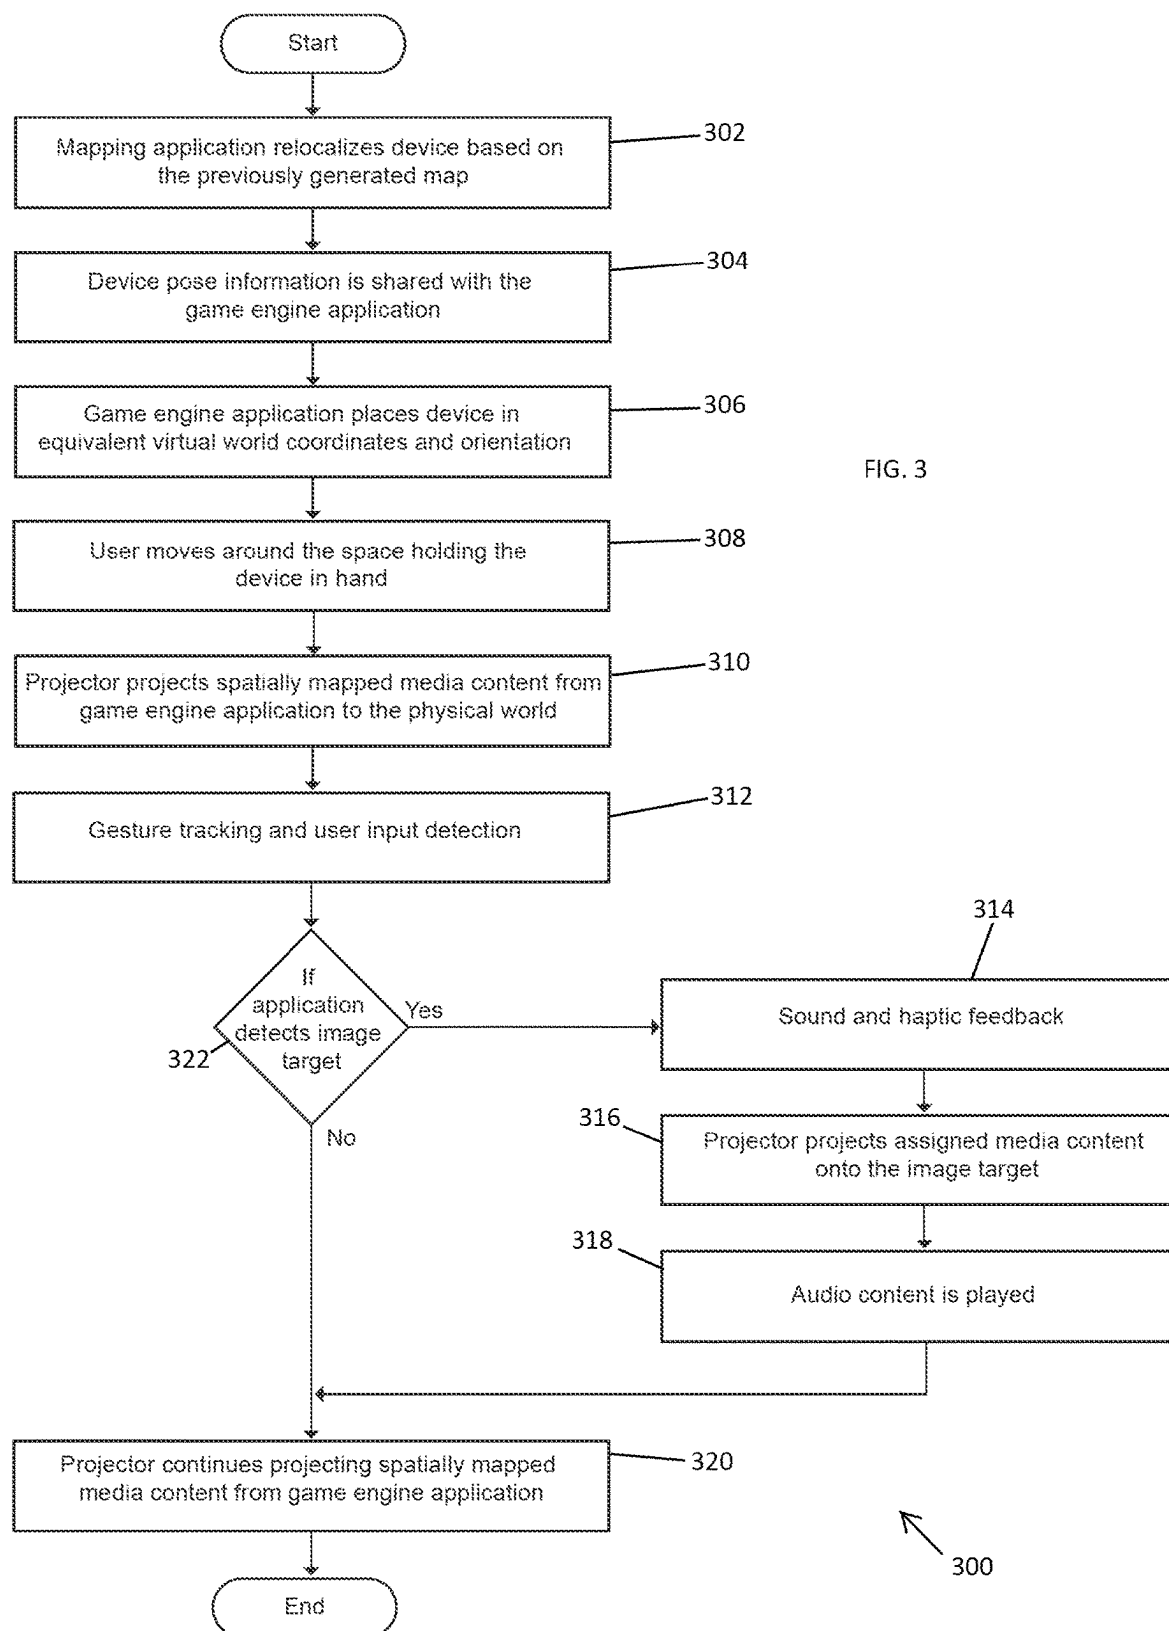 Start
Mapping application relocalizes device based on
the previously generated map
302
Device pose information is shared with the
game engine application
304
Game engine application places device in
equivalent virtual world coordinates and orientation
306
FIG. 3
User moves around the space holding the
device in hand
308
Projector projects spatially mapped media content from
game engine application to the physical world
310
Gesture tracking and user input detection
312
If
application
detects image
target
322
Yes
No
314
Sound and haptic feedback
316
Projector projects assigned media content
onto the image target
318
Audio content is played
Projector continues projecting spatially mapped
media content from game engine application
320
300
End